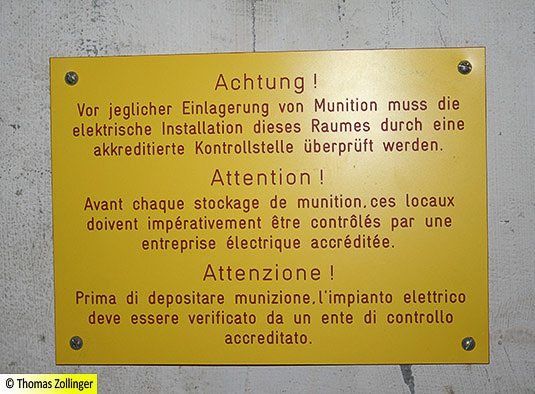 Achtung !
Vor jeglicher Einlagerung von Munition muss die
elektrische Installation dieses Raumes durch eine
akkreditierte Kontrollstelle überprüft werden.
Attention !
Avant chaque stockage de munition, ces locaux
doivent impérativement être contrôlés par une
entreprise électrique accréditée.
Attenzione !
Prima di depositare munizione, l'impianto elettrico
deve essere verificato da un ente di controllo
accreditato.
© Thomas Zollinger